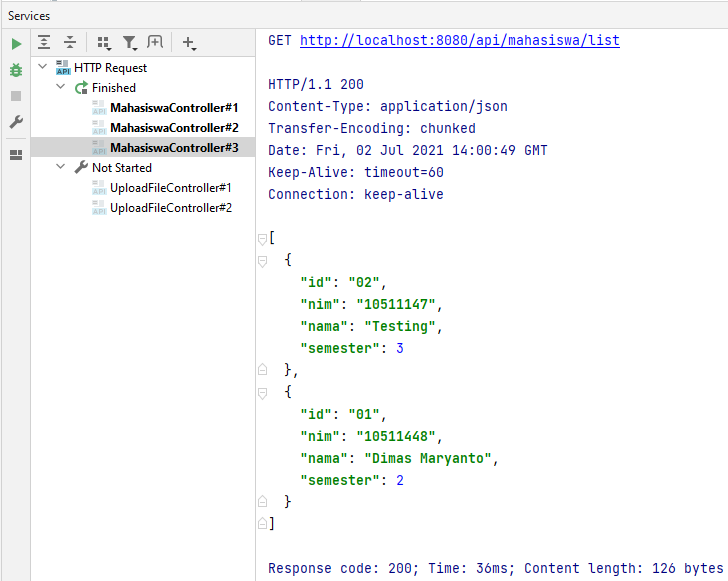 Services
HTTP Request
Finished
MahasiswaController#1
MahasiswaController#2
MahasiswaController#3
Not Started
UploadFileController#1
UploadFileController#2
GET http://localhost:8080/api/mahasiswa/list
HTTP/1.1 200
Content-Type: application/json
Transfer-Encoding: chunked
Date: Fri, 02 Jul 2021 14:00:49 GMT
Keep-Alive: timeout=60
Connection: keep-alive
[
{
"id": "02",
"nim": "10511147",
"nama": "Testing",
"semester": 3
},
{
"id": "01",
"nim": "10511448",
"nama": "Dimas Maryanto",
"semester": 2
}
]
Response code: 200; Time: 36ms; Content length: 126 bytes